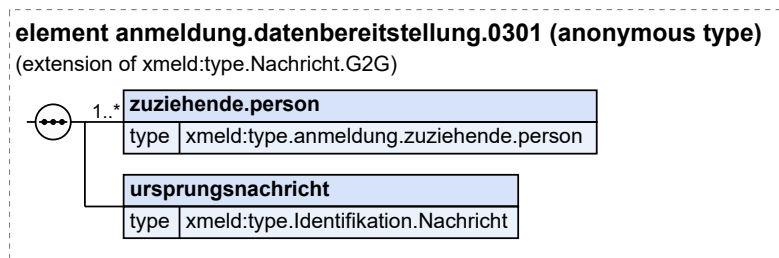 element anmeldung.datenbereitstellung.0301 (anonymous type)
(extension of xmeld:type.Nachricht.G2G)
1..* zuziehende.person
type xmeld:type.anmeldung.zuziehende.person
ursprungsnachricht
type xmeld:type.Identifikation.Nachricht